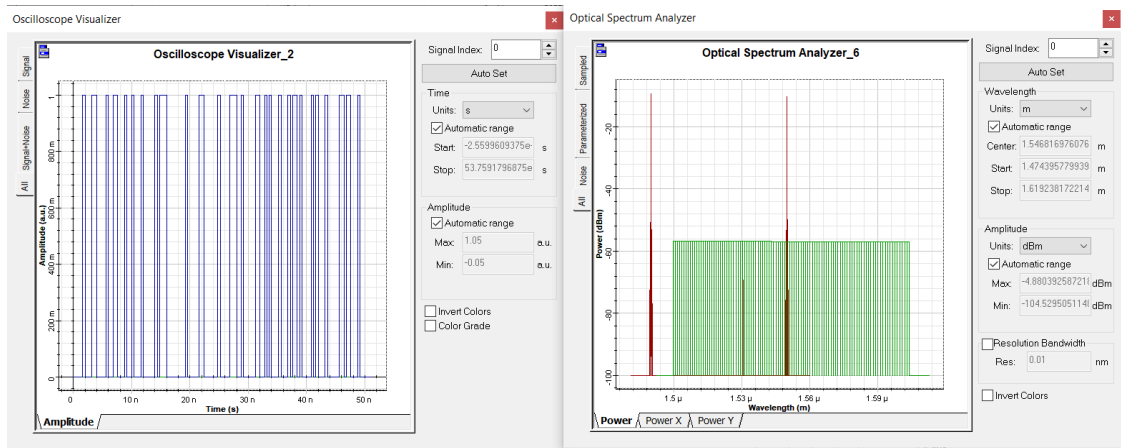 Oscilloscope Visualizer
×
Oscilloscope Visualizer_2
Signal
Noise
Signal+Noise
All
Amplitude (a.u.)
1
800 m
600 m
400 m
200 m
0
0 10 n 20 n 30 n 40 n 50 n
Time (s)
Amplitude
Signal Index: 0
Auto Set
Time
Units: s
Automatic range
Start: -2.5599609375e- s
Stop: 53.7591796875e s
Amplitude
Automatic range
Max: 1.05 a.u.
Min: -0.05 a.u.
Invert Colors
Color Grade
Optical Spectrum Analyzer
×
Optical Spectrum Analyzer_6
Sampled
Parameterized
Noise
All
Power (dBm)
-20
-40
-60
-80
-100
1.5 µ 1.53 µ 1.56 µ 1.59 µ
Wavelength (m)
Power Power X Power Y
Signal Index: 0
Auto Set
Wavelength
Units: m
Automatic range
Center: 1.546816976076 m
Start: 1.474395779939 m
Stop: 1.619238172214 m
Amplitude
Units: dBm
Automatic range
Max: -4.8803925872 dBm
Min: -104.529505114 dBm
Resolution Bandwidth
Res: 0.01 nm
Invert Colors